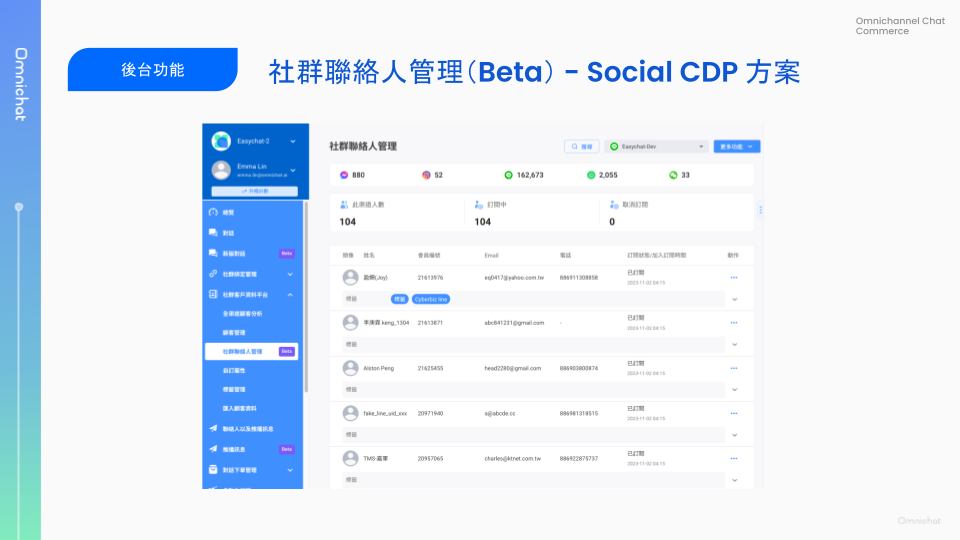 Omnichannel Chat
Commerce
Omnichat
後台功能
社群聯絡人管理(Beta) - Social CDP 方案
Easychat-2
Emma Lin
emma.lin@omnichat.ai
升級計劃
總覽
對話
新版對話 Beta
社群綁定管理
社群客戶資料平台
全渠道顧客分析
顧客管理
社群聯絡人管理 Beta
自訂屬性
標籤管理
匯入顧客資料
聯絡人以及推播訊息
推播訊息 Beta
對話下單管理
社群聯絡人管理
搜尋
Easychat-Dev
更多功能
880
52
162,673
2,055
33
此渠道人數
104
訂閱中
104
取消訂閱
0
頭像 姓名 會員編號 Email 電話 訂閱狀態/加入訂閱時間 動作
(Joy) 21613976 eq0417@yahoo.com.tw 886911308858 已訂閱
2023-11-02 04:15
標籤 標籤 Cyberbiz line
李康霖 keng_1304 21613871 abc841231@gmail.com - 已訂閱
2023-11-02 04:15
標籤
Alston Peng 21625455 head2280@gmail.com 886903800874 已訂閱
2023-11-02 04:15
標籤
fake_line_uid_xxx 20971940 a@abcde.cc 886981318515 已訂閱
2023-11-02 04:15
標籤
TMS-嘉軍 20957065 charles@ktnet.com.tw 886922875737 已訂閱
2023-11-02 04:15
標籤
Omnichat